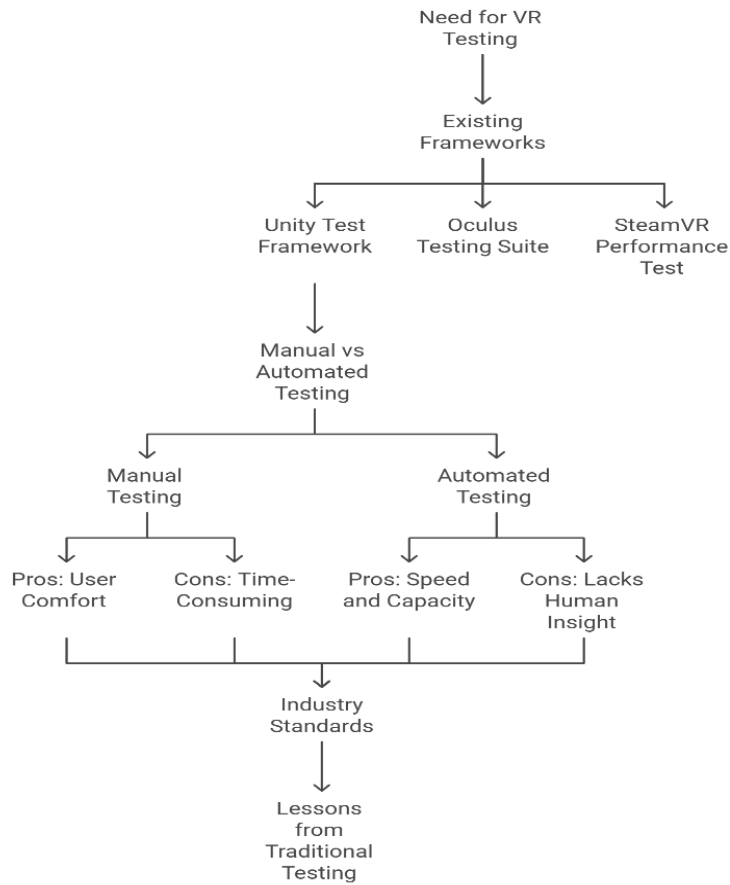 Need for VR
Testing
Existing
Frameworks
Unity Test
Framework
Oculus
Testing Suite
SteamVR
Performance
Test
Manual vs
Automated
Testing
Manual
Testing
Automated
Testing
Pros: User
Comfort
Cons: Time-
Consuming
Pros: Speed
and Capacity
Cons: Lacks
Human
Insight
Industry
Standards
Lessons
from
Traditional
Testing